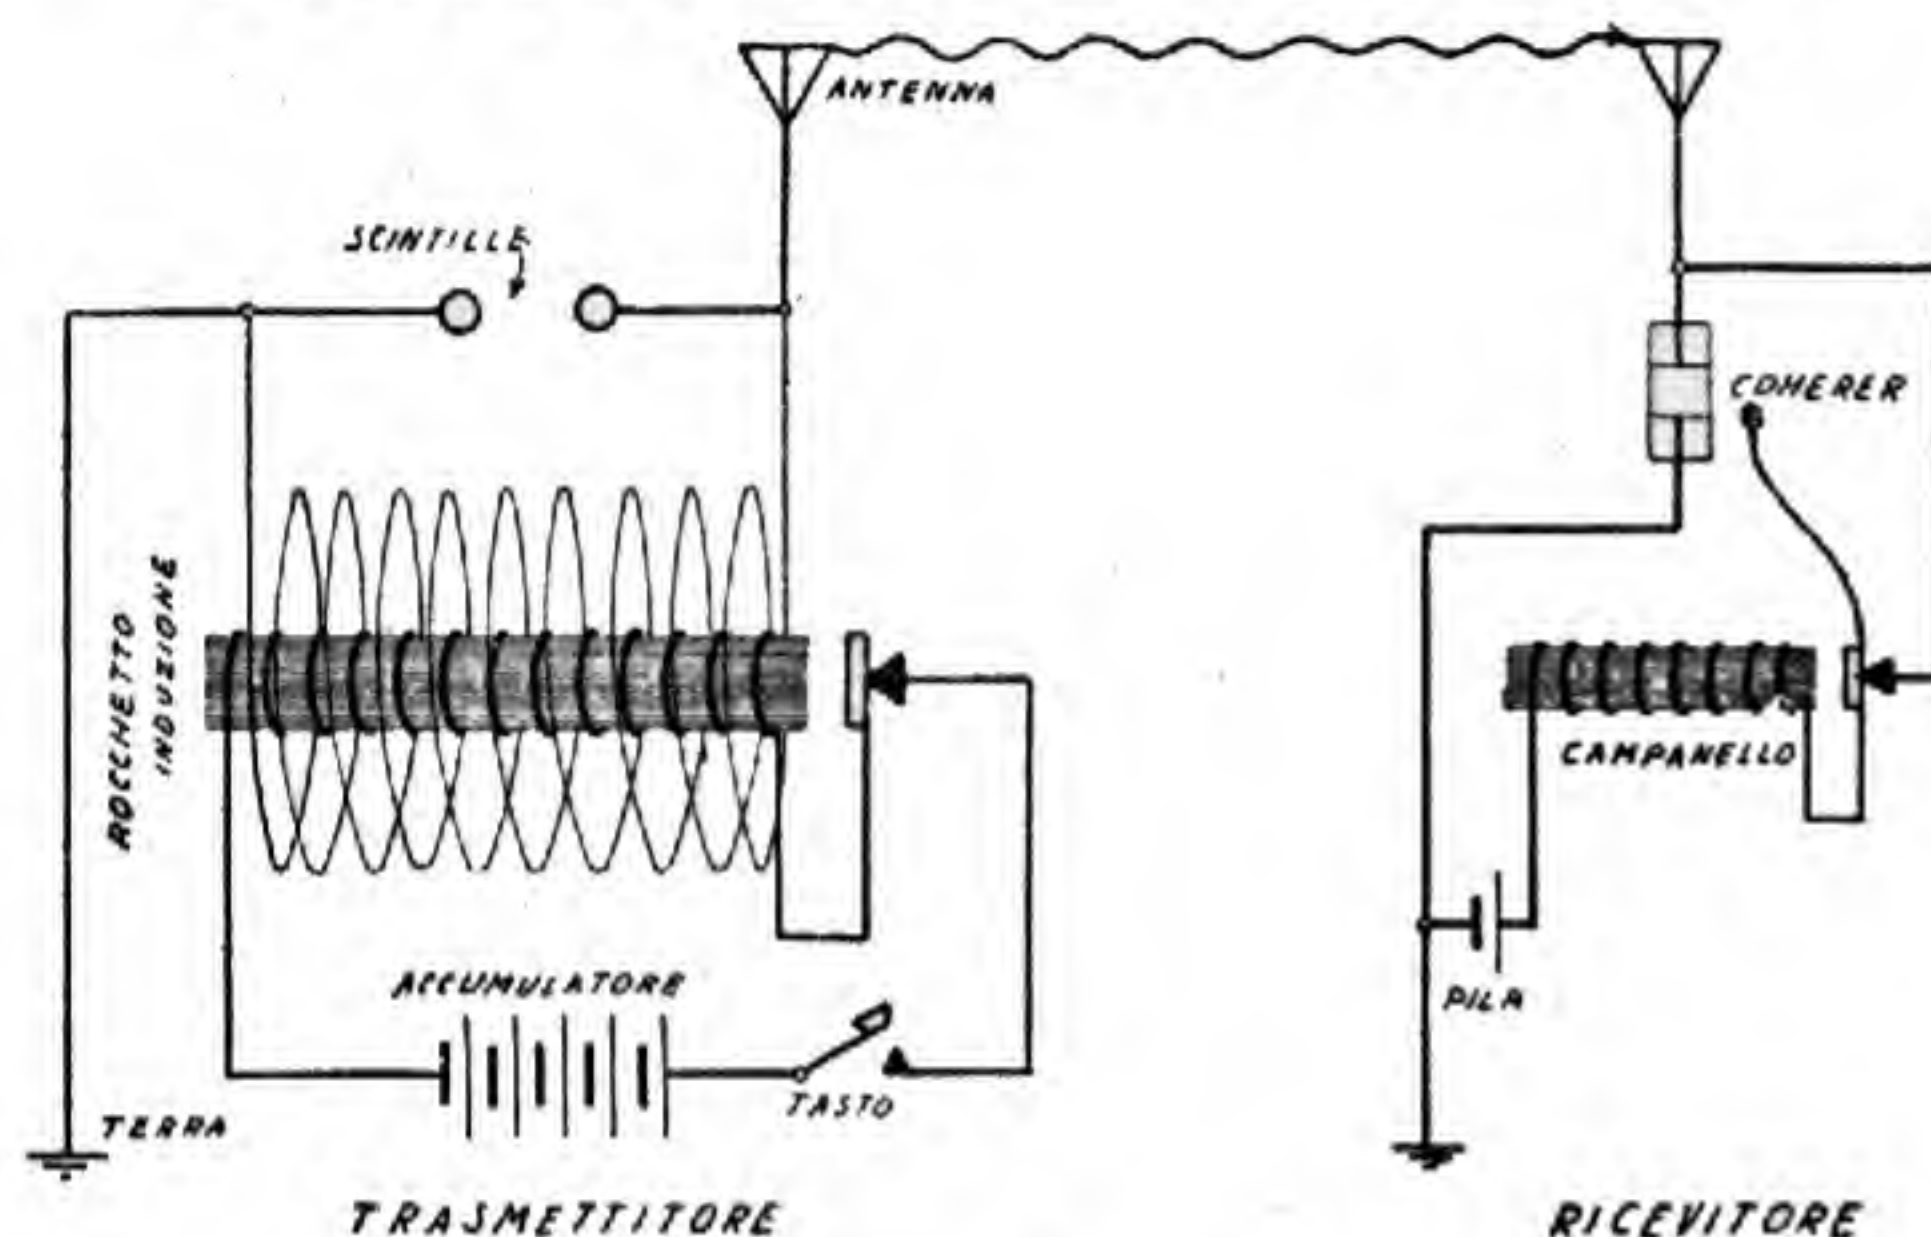 ANTENNA
SCINTILLE
COHERER
ROCCHETTO
INDUZIONE
CAMPANELLO
ACCUMULATORE
PILA
TASTO
TERRA
TRASMETTITORE
RICEVITORE